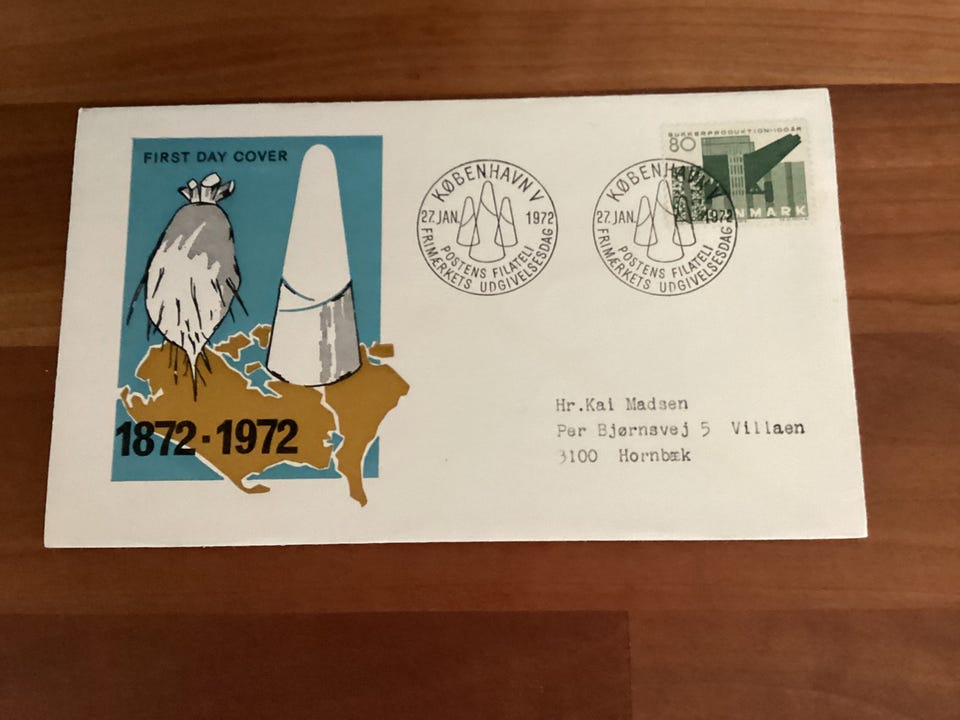 FIRST DAY COVER
1872-1972
KØBENHAVN V
27. JAN. 1972
POSTENS FILATELI
FRIMÆRKETS UDGIVELSESDAG
KØBENHAVN V
27. JAN. 1972
POSTENS FILATELI
FRIMÆRKETS UDGIVELSESDAG
SUKKERPRODUKTION·100 ÅR
80
NMARK
Hr.Kai Madsen
Per Bjørnsvej 5 Villaen
3100 Hornbæk